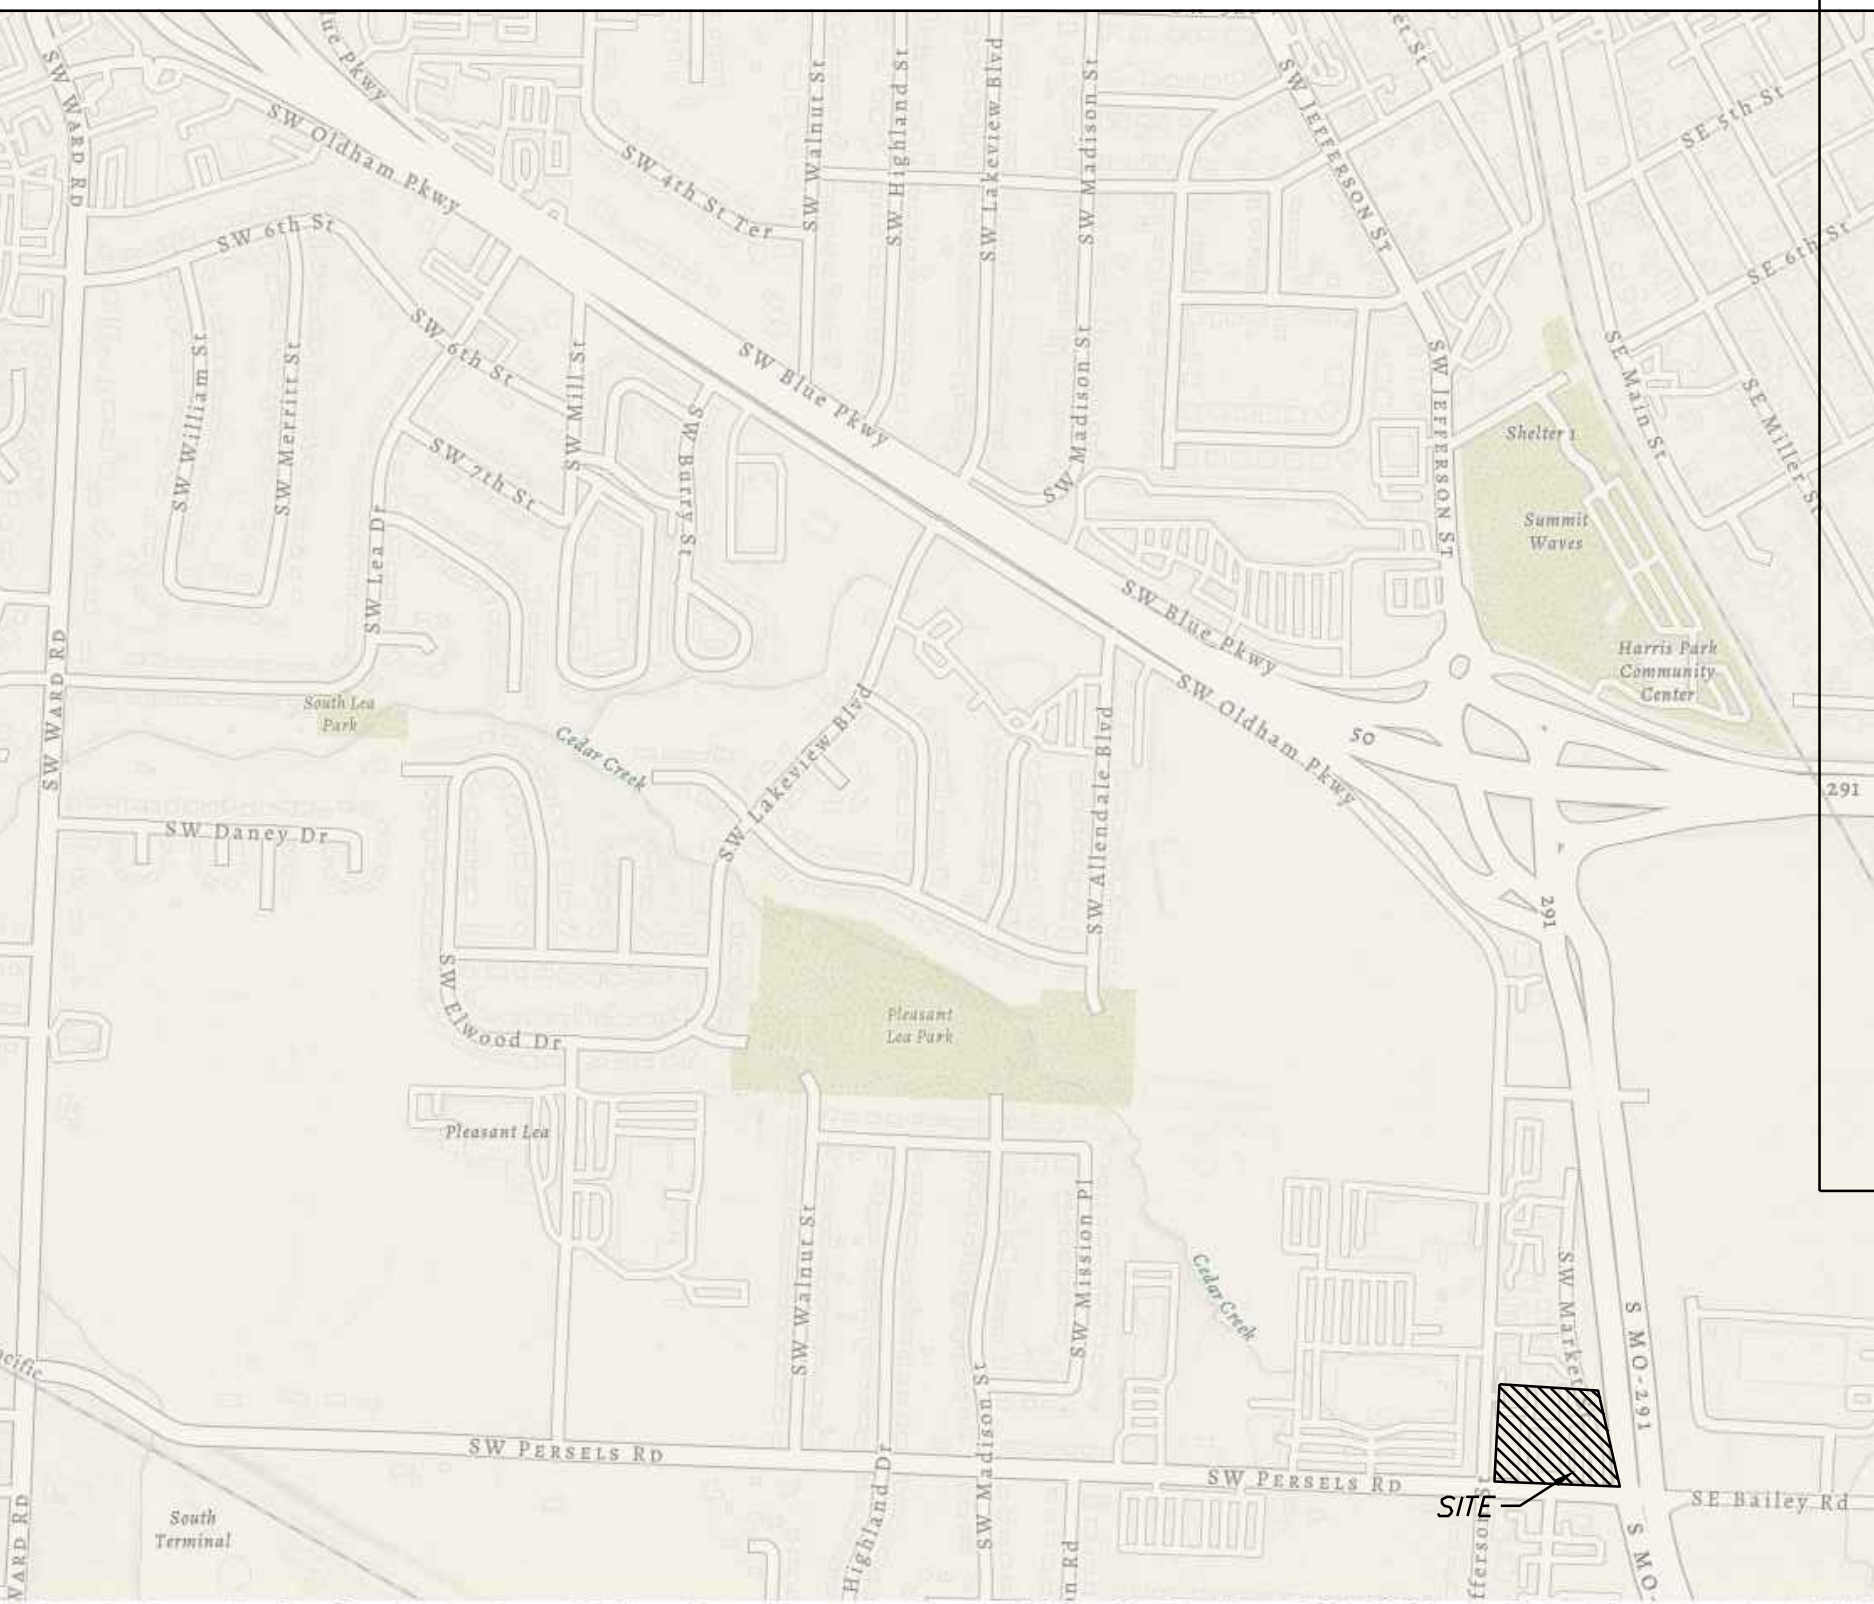 SW WARD RD
SW Oldham Pkwy
SW 4th St Ter
SW Walnut St
SW Highland St
SW Lakeview Blvd
SW Madison St
SW JEFFERSON ST
SE 5th St
SE 6th St
SW 6th St
SW 6th St
SW William St
SW Merritt St
SW Mill St
SW Blue Pkwy
SW Madison St
SW JEFFERSON ST
SE Main St
SE Miller St
SW 7th St
SW Burry St
SW Lea Dr
Shelter 1
Summit
Waves
SW Blue Pkwy
SW WARD RD
Harris Park
Community
Center
South Lea
Park
Cedar Creek
SW Lakeview Blvd
SW Allendale Blvd
SW Oldham Pkwy
50
291
SW Daney Dr
291
SW Elwood Dr
Pleasant
Lea Park
Pleasant Lea
SW Walnut St
SW Mission Pl
Cedar Creek
SW Market
S MO-291
SW Madison St
SW PERSELS RD
SW PERSELS RD
SITE
SE Bailey Rd
South
Terminal
WARD RD
Highland Dr
S MO-